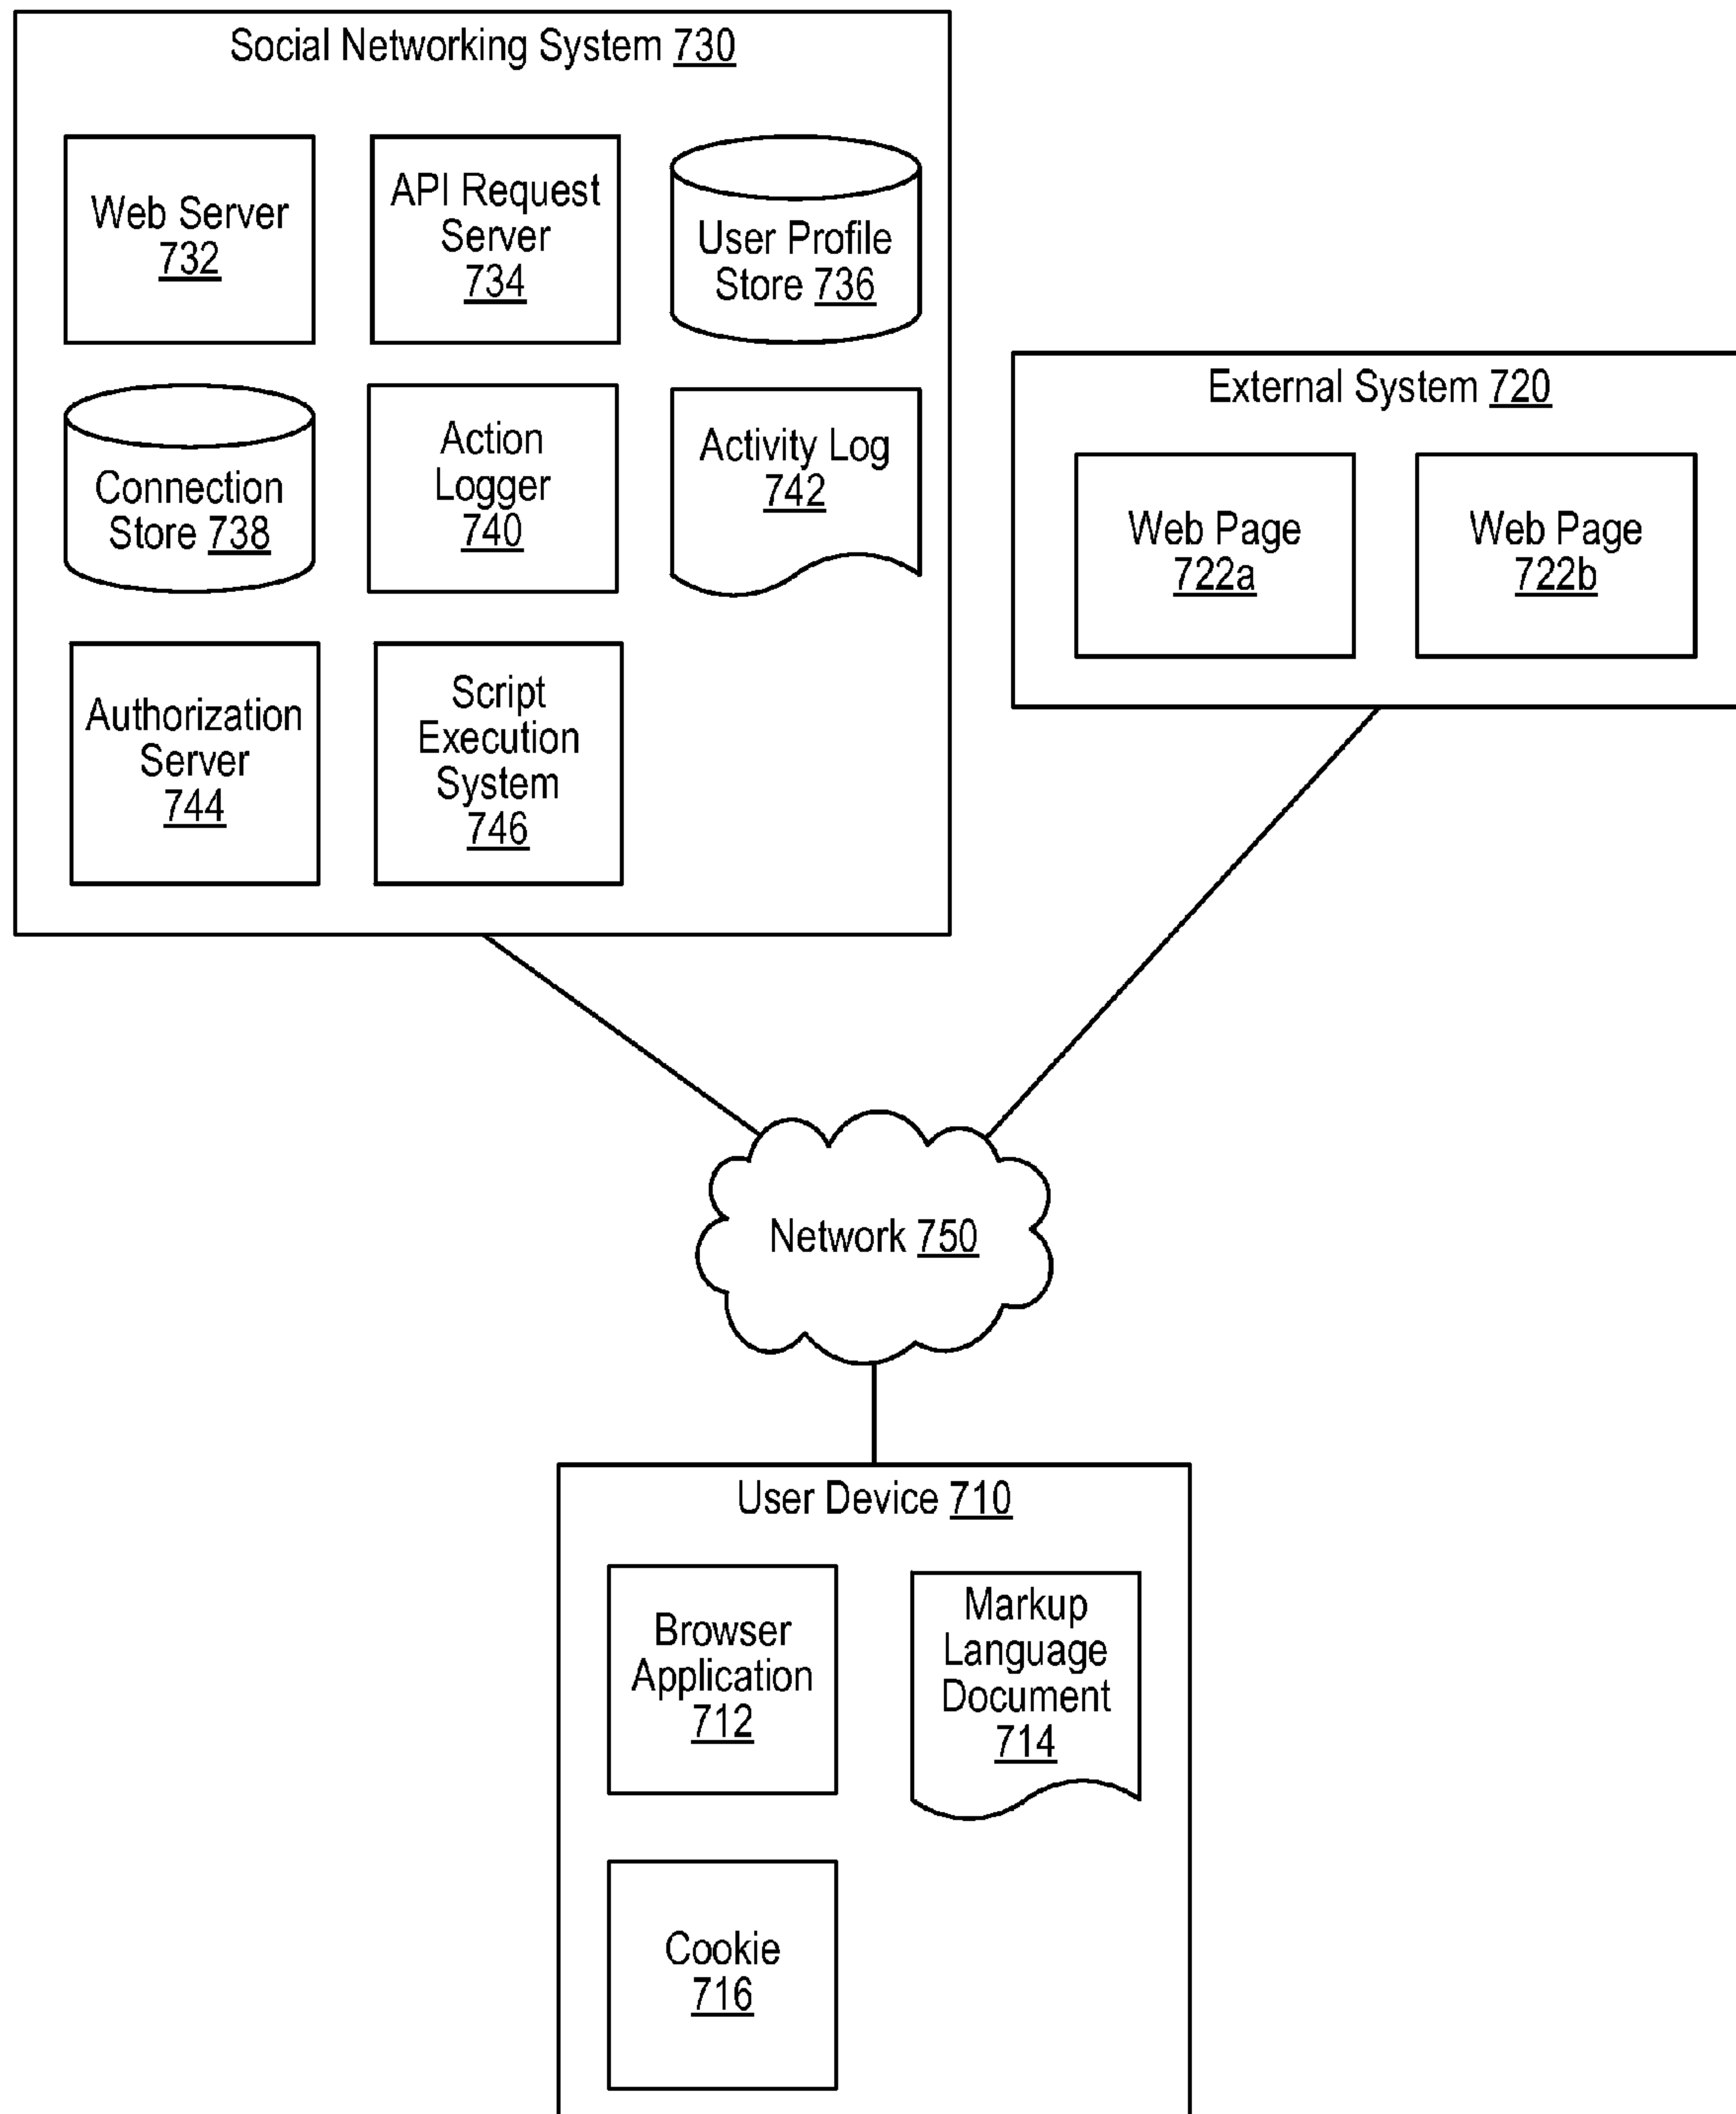 Social Networking System 730
Web Server
732
API Request
Server
734
User Profile
Store 736
Connection
Store 738
Action
Logger
740
Activity Log
742
Authorization
Server
744
Script
Execution
System
746
External System 720
Web Page
722a
Web Page
722b
Network 750
User Device 710
Browser
Application
712
Markup
Language
Document
714
Cookie
716